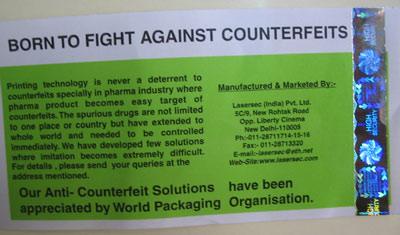 BORN TO FIGHT AGAINST COUNTERFEITS
Printing technology is never a deterrent to
counterfeits specially in pharma industry where
pharma product becomes easy target of
counterfeits. The spurious drugs are not limited
to one place or country but have extended to
whole world and needed to be controlled
immediately. We have developed few solutions
where imitation becomes extremely difficult.
For details , please send your queries at the
address mentioned.
Manufactured & Marketed By:-
Lasersec (India) Pvt. Ltd.
5C/9, New Rohtak Road
Opp. Liberty Cinema
New Delhi-110005
Ph:-011-28711714-15-16
Fax:- 011-28713320
E-mail:-lasersec@eth.net
Web-Site:www.lasersec.com
Our Anti- Counterfeit Solutions have been
appreciated by World Packaging Organisation.
HIGH
SECURITY
HIGH
SECURITY